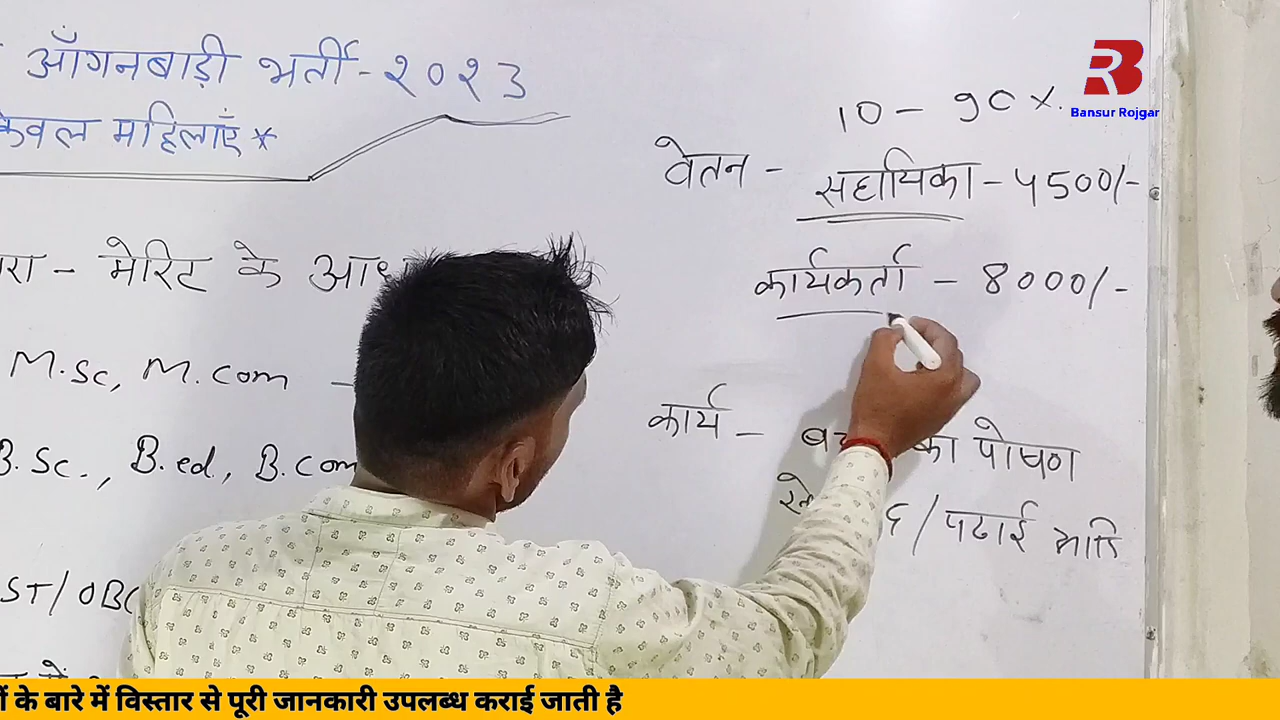 आँगनबाड़ी भर्ती - २०२३
केवल महिलाएँ *
मेरिट के
M.Sc, M.Com -
B.Sc., B.ed, B.Com
ST/OBC
10 - 90%.
वेतन - सहायिका - 4500/-
कार्यकर्ता - 8000/-
कार्य - का पोषण
/ पढाई आदि
Bansur Rojgar
के बारे में विस्तार से पूरी जानकारी उपलब्ध कराई जाती है